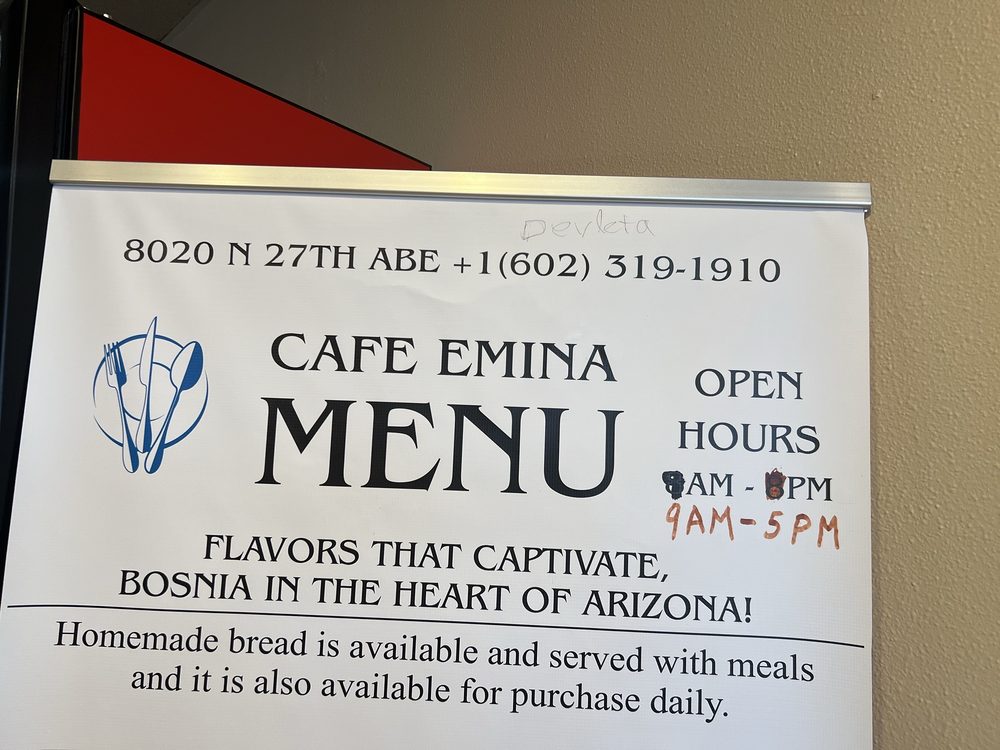 Devleta
8020 N 27TH ABE +1(602) 319-1910
CAFE EMINA
MENU
OPEN
HOURS
AM - PM
9AM-5PM
FLAVORS THAT CAPTIVATE,
BOSNIA IN THE HEART OF ARIZONA!
Homemade bread is available and served with meals
and it is also available for purchase daily.